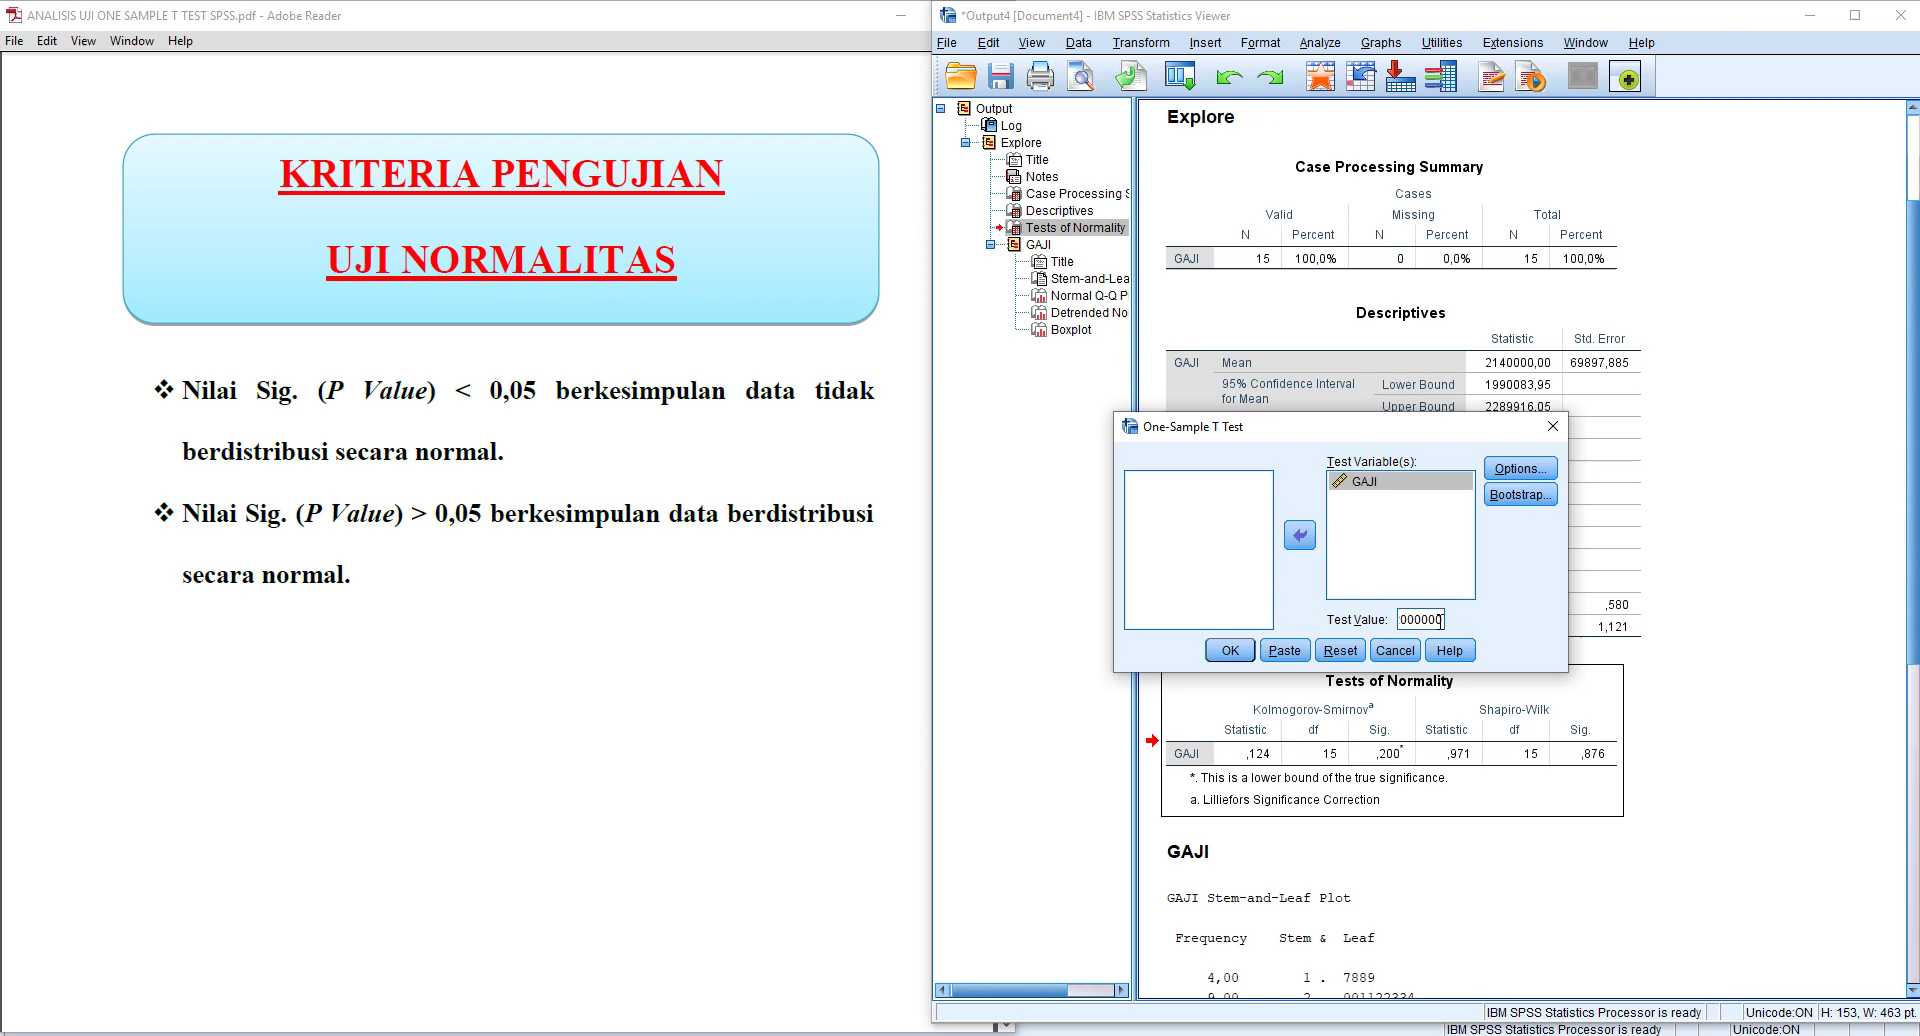 ANALISIS UJI ONE SAMPLE T TEST SPSS.pdf - Adobe Reader
File Edit View Window Help
KRITERIA PENGUJIAN
UJI NORMALITAS
❖ Nilai Sig. (P Value) < 0,05 berkesimpulan data tidak
berdistribusi secara normal.
❖ Nilai Sig. (P Value) > 0,05 berkesimpulan data berdistribusi
secara normal.
*Output4 [Document4] - IBM SPSS Statistics Viewer
File Edit View Data Transform Insert Format Analyze Graphs Utilities Extensions Window Help
Output
Log
Explore
Title
Notes
Case Processing
Descriptives
Tests of Normality
GAJI
Title
Stem-and-Lea
Normal Q-Q P
Detrended No
Boxplot
Explore
Case Processing Summary
Cases
Valid Missing Total
N Percent N Percent N Percent
GAJI 15 100,0% 0 0,0% 15 100,0%
Descriptives
Statistic Std. Error
GAJI Mean 2140000,00 69897,885
95% Confidence Interval for Mean Lower Bound 1990083,95
Upper Bound 2289916,05
,580
1,121
One-Sample T Test
Test Variable(s):
GAJI
Options...
Bootstrap...
Test Value: 000000
OK Paste Reset Cancel Help
Tests of Normality
Kolmogorov-Smirnovᵃ Shapiro-Wilk
Statistic df Sig. Statistic df Sig.
GAJI ,124 15 ,200* ,971 15 ,876
*. This is a lower bound of the true significance.
a. Lilliefors Significance Correction
GAJI
GAJI Stem-and-Leaf Plot
Frequency Stem & Leaf
4,00 1 . 7889
9,00 2 . 001122334
IBM SPSS Statistics Processor is ready Unicode:ON H: 153, W: 463 pt.
IBM SPSS Statistics Processor is ready Unicode:ON